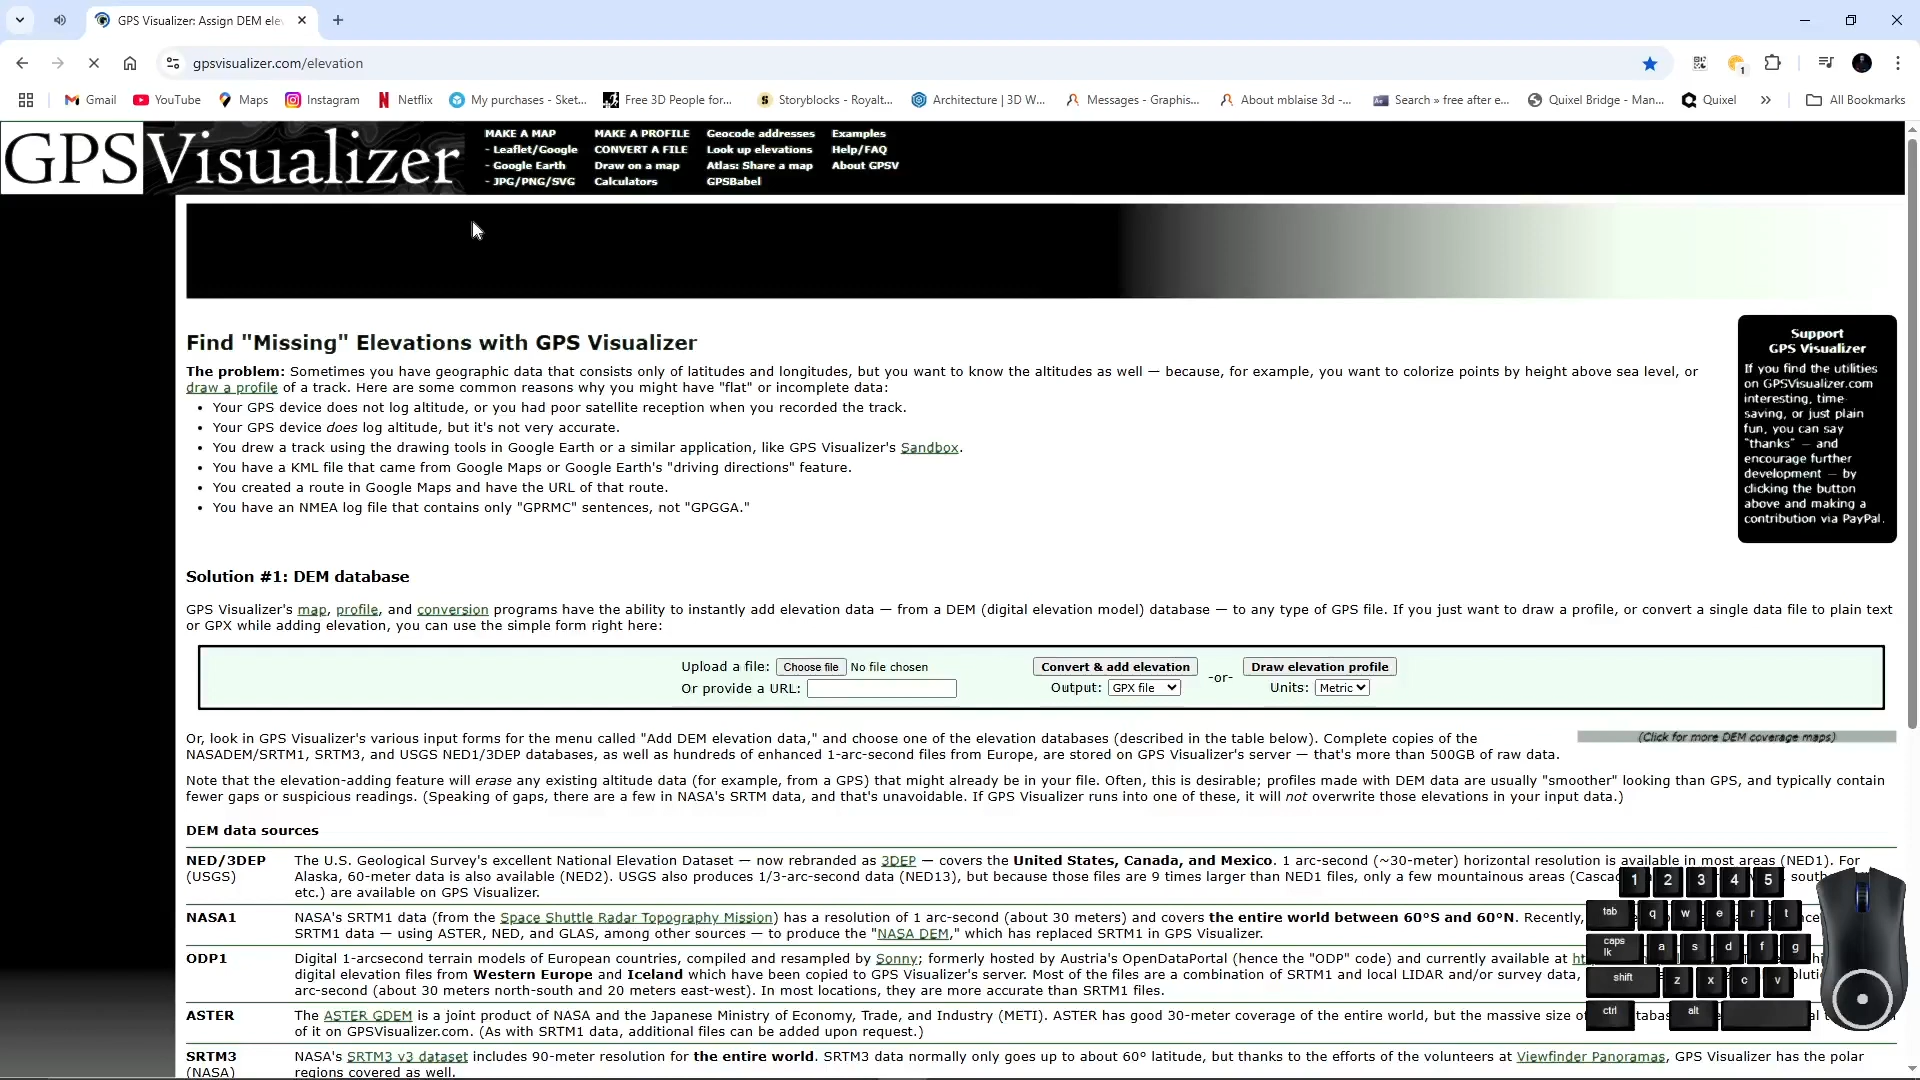 GPS Visualizer: Assign DEM ele
gpsvisualizer.com/elevation
1
Gmail
YouTube
Maps
Instagram
Netflix
My purchases - Sket...
Free 3D People for...
Storyblocks - Royalt...
Architecture | 3D W...
Messages - Graphis...
About mblaise 3d -...
Search » free after e...
Quixel Bridge - Man...
Quixel
»
All Bookmarks
GPSVisualizer
MAKE A MAP
- Leaflet/Google
- Google Earth
- JPG/PNG/SVG
MAKE A PROFILE
CONVERT A FILE
Draw on a map
Calculators
Geocode addresses
Look up elevations
Atlas: Share a map
GPSBabel
Examples
Help/FAQ
About GPSV
Find "Missing" Elevations with GPS Visualizer
The problem: Sometimes you have geographic data that consists only of latitudes and longitudes, but you want to know the altitudes as well — because, for example, you want to colorize points by height above sea level, or
draw a profile of a track. Here are some common reasons why you might have "flat" or incomplete data:
• Your GPS device does not log altitude, or you had poor satellite reception when you recorded the track.
• Your GPS device does log altitude, but it's not very accurate.
• You drew a track using the drawing tools in Google Earth or a similar application, like GPS Visualizer's Sandbox.
• You have a KML file that came from Google Maps or Google Earth's "driving directions" feature.
• You created a route in Google Maps and have the URL of that route.
• You have an NMEA log file that contains only "GPRMC" sentences, not "GPGGA."
Support
GPS Visualizer
If you find the utilities
on GPSVisualizer.com
interesting, time-
saving, or just plain
fun, you can say
"thanks" — and
encourage further
development — by
clicking the button
above and making a
contribution via PayPal.
Solution #1: DEM database
GPS Visualizer's map, profile, and conversion programs have the ability to instantly add elevation data — from a DEM (digital elevation model) database — to any type of GPS file. If you just want to draw a profile, or convert a single data file to plain text
or GPX while adding elevation, you can use the simple form right here:
Upload a file: Choose file No file chosen
Or provide a URL:
Convert & add elevation
Output: GPX file
-or-
Draw elevation profile
Units: Metric
Or, look in GPS Visualizer's various input forms for the menu called "Add DEM elevation data," and choose one of the elevation databases (described in the table below). Complete copies of the
NASADEM/SRTM1, SRTM3, and USGS NED1/3DEP databases, as well as hundreds of enhanced 1-arc-second files from Europe, are stored on GPS Visualizer's server — that's more than 500GB of raw data.
(Click for more DEM coverage maps)
Note that the elevation-adding feature will erase any existing altitude data (for example, from a GPS) that might already be in your file. Often, this is desirable; profiles made with DEM data are usually "smoother" looking than GPS, and typically contain
fewer gaps or suspicious readings. (Speaking of gaps, there are a few in NASA's SRTM data, and that's unavoidable. If GPS Visualizer runs into one of these, it will not overwrite those elevations in your input data.)
DEM data sources
NED/3DEP
(USGS)
The U.S. Geological Survey's excellent National Elevation Dataset — now rebranded as 3DEP — covers the United States, Canada, and Mexico. 1 arc-second (~30-meter) horizontal resolution is available in most areas (NED1). For
Alaska, 60-meter data is also available (NED2). USGS also produces 1/3-arc-second data (NED13), but because those files are 9 times larger than NED1 files, only a few mountainous areas (Cascad
etc.) are available on GPS Visualizer.
NASA1
NASA's SRTM1 data (from the Space Shuttle Radar Topography Mission) has a resolution of 1 arc-second (about 30 meters) and covers the entire world between 60°S and 60°N. Recently,
SRTM1 data — using ASTER, NED, and GLAS, among other sources — to produce the "NASA DEM," which has replaced SRTM1 in GPS Visualizer.
ODP1
Digital 1-arcsecond terrain models of European countries, compiled and resampled by Sonny; formerly hosted by Austria's OpenDataPortal (hence the "ODP" code) and currently available at
digital elevation files from Western Europe and Iceland which have been copied to GPS Visualizer's server. Most of the files are a combination of SRTM1 and local LIDAR and/or survey data,
arc-second (about 30 meters north-south and 20 meters east-west). In most locations, they are more accurate than SRTM1 files.
ASTER
The ASTER GDEM is a joint product of NASA and the Japanese Ministry of Economy, Trade, and Industry (METI). ASTER has good 30-meter coverage of the entire world, but the massive size of
of it on GPSVisualizer.com. (As with SRTM1 data, additional files can be added upon request.)
SRTM3
(NASA)
NASA's SRTM3 v3 dataset includes 90-meter resolution for the entire world. SRTM3 data normally only goes up to about 60° latitude, but thanks to the efforts of the volunteers at Viewfinder Panoramas, GPS Visualizer has the polar
regions covered as well.
1 2 3 4 5
tab q w e r t
caps lk a s d f g
shift z x c v
ctrl alt